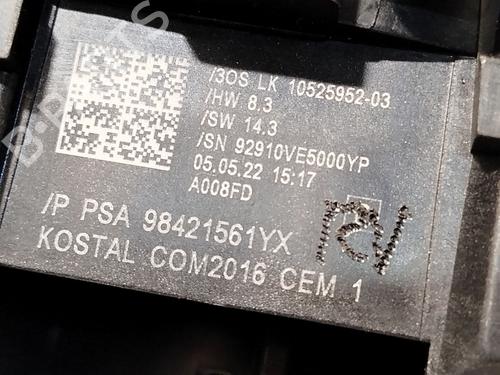 /3OS LK 10525952-03
/HW 8.3
/SW 14.3
/SN 92910VE5000YP
05.05.22 15:17
A008FD
/P PSA 98421561YX
KOSTAL COM2016 CEM 1
B-PARTS